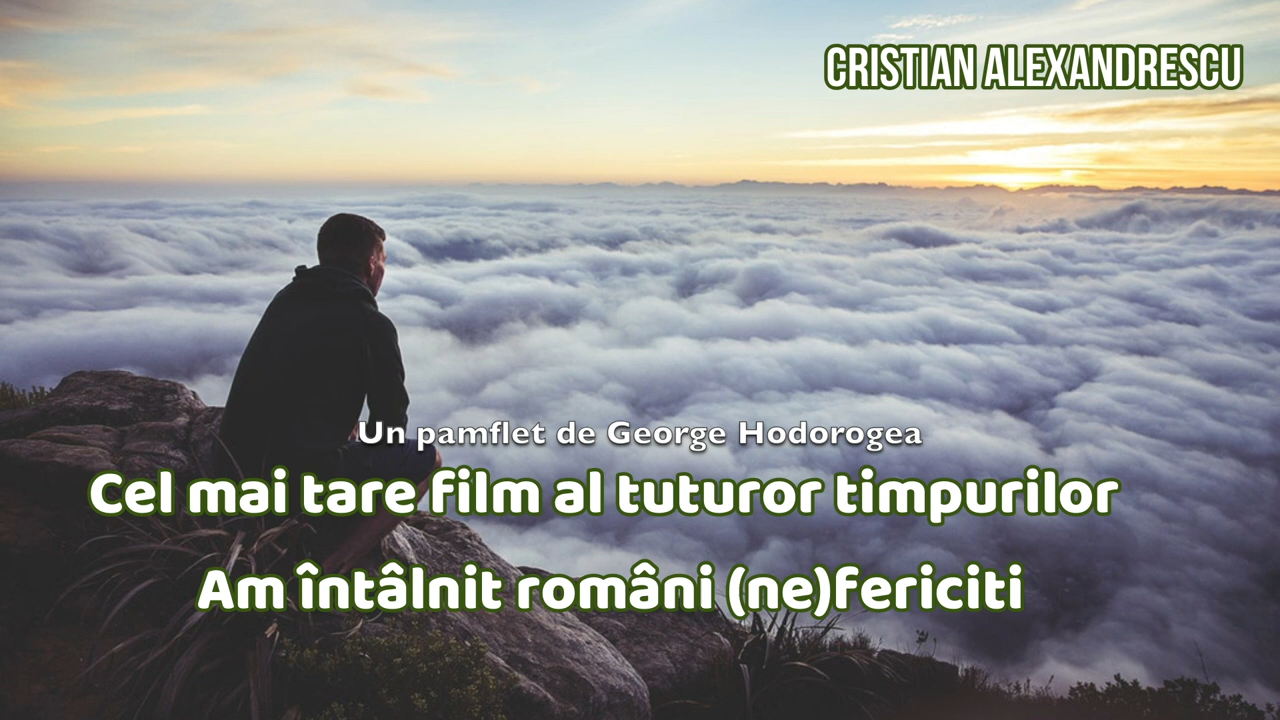 CRISTIAN ALEXANDRESCU
Un pamflet de George Hodorogea
Cel mai tare film al tuturor timpurilor
Am întâlnit români (ne)fericiti